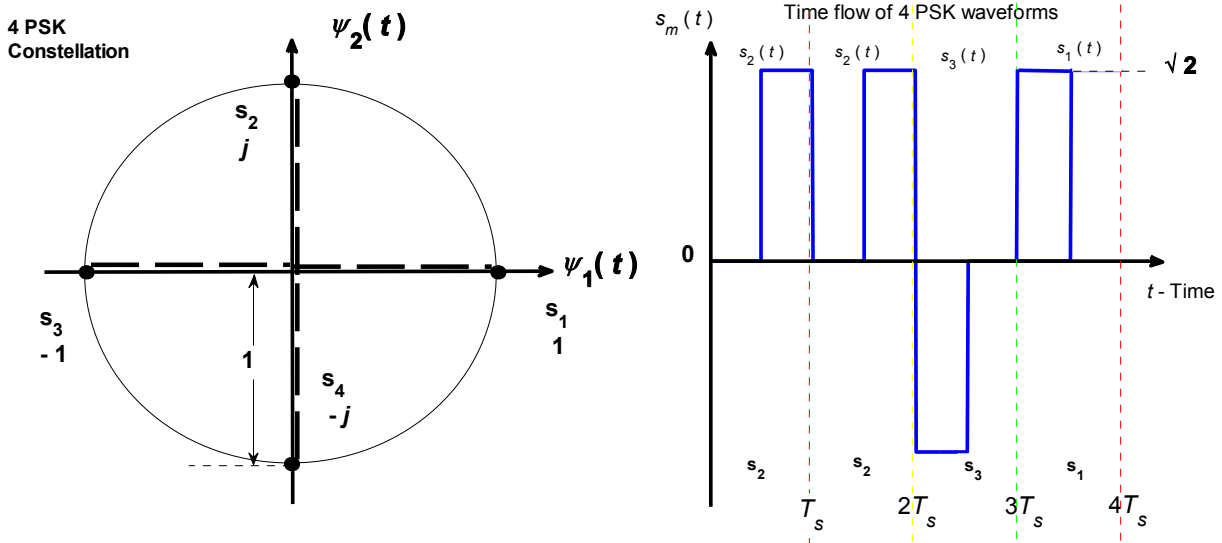 4 PSK
Constellation
ψ₂(t)
s₂
j
ψ₁(t)
s₃
- 1
s₁
1
1
s₄
- j
Time flow of 4 PSK waveforms
sₘ(t)
s₂(t) s₂(t) s₃(t) s₁(t)
√2
0
t - Time
s₂ s₂ s₃ s₁
Tₛ 2Tₛ 3Tₛ 4Tₛ